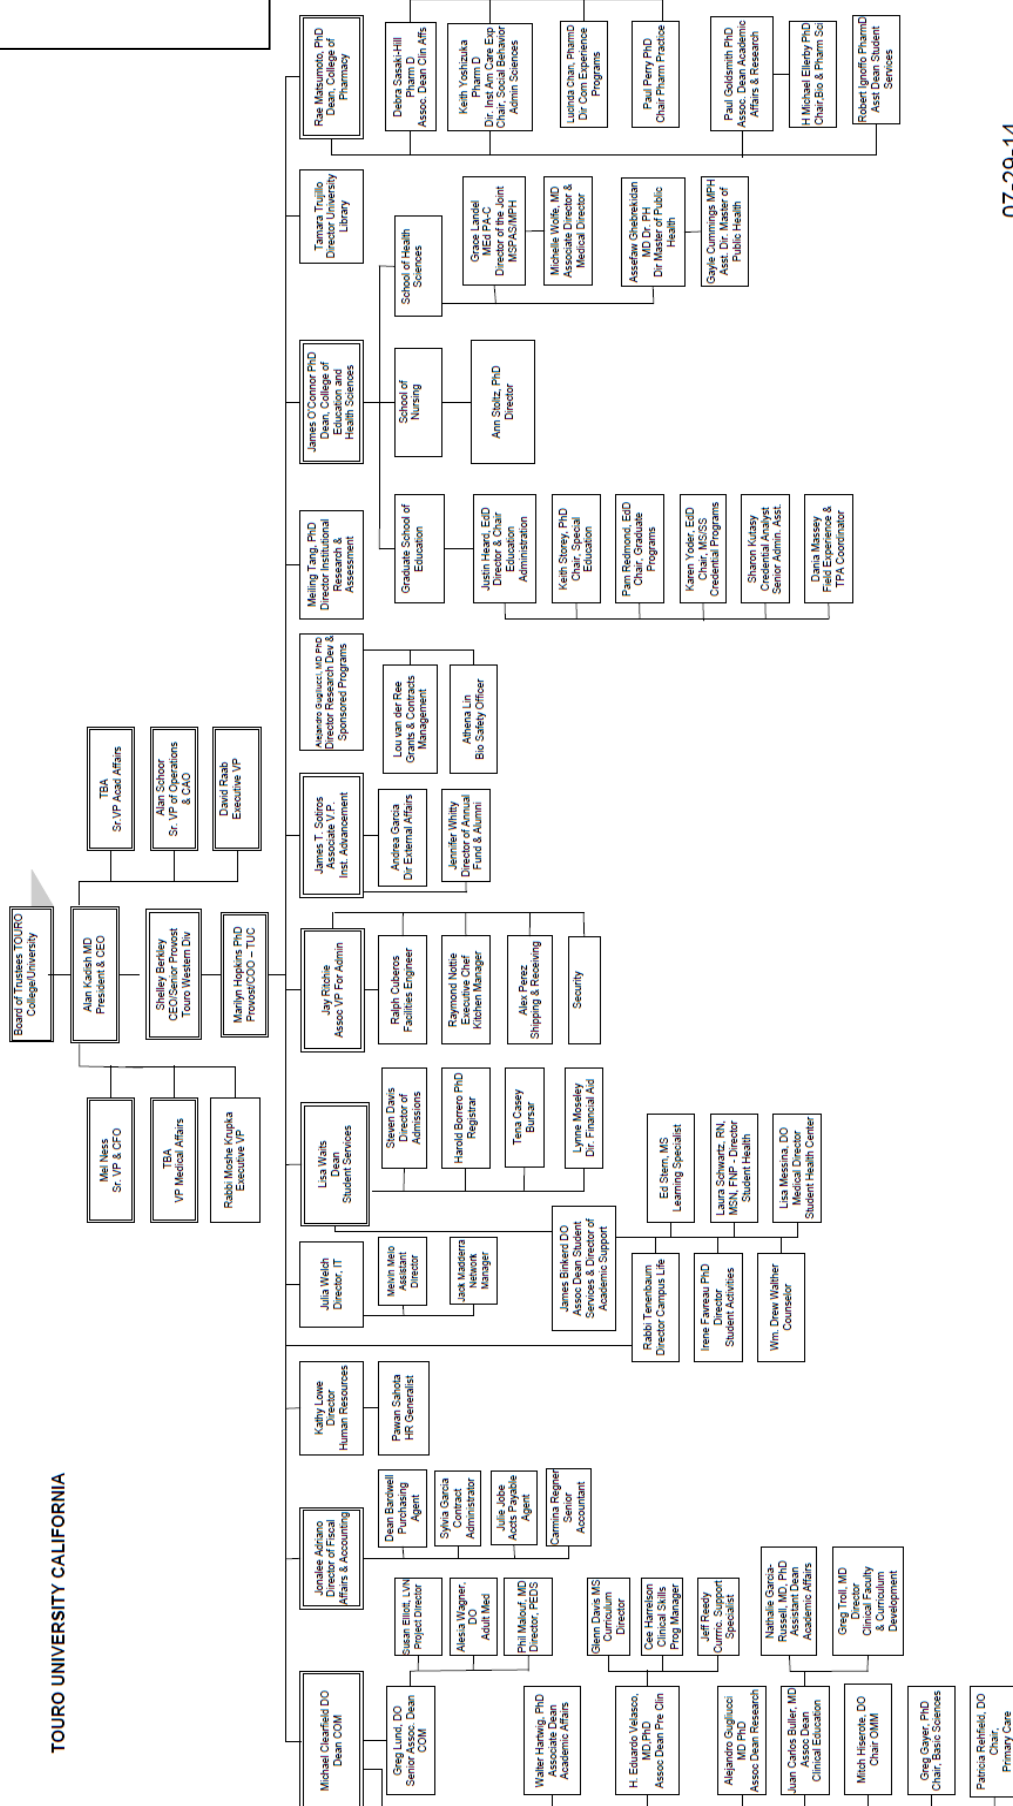 TOURO UNIVERSITY CALIFORNIA
Board of Trustees TOURO
College/University
Alan Kadish MD
President & CEO
Shelley Berkley
CEO/Senior Provost
Touro Western Div
Marilyn Hopkins PhD
Provost/COO – TUC
Mel Ness
Sr. VP & CFO
TBA
VP Medical Affairs
Rabbi Moshe Krupka
Executive VP
TBA
Sr.VP Acad Affairs
Alan Schoor
Sr. VP of Operations
& CAO
David Raab
Executive VP
Michael Clearfield DO
Dean COM
Greg Lund, DO
Senior Assoc. Dean
COM
Susan Elliott, LVN
Project Director
Alesia Wagner,
DO
Adult Med
Phil Malouf, MD
Director, PEDS
Walter Hartwig, PhD
Associate Dean
Academic Affairs
H. Eduardo Velasco,
MD,PhD
Assoc Dean Pre Clin
Glenn Davis MS
Curriculum
Director
Cee Harrelson
Clinical Skills
Prog Manager
Jeff Reedy
Curric. Support
Specialist
Alejandro Gugliucci
MD PhD
Assoc Dean Research
Juan Carlos Buller, MD
Assoc Dean
Clinical Education
Nathalie Garcia-
Russell, MD, PhD
Assistant Dean
Academic Affairs
Greg Troll, MD
Director
Clinical Faculty
& Curriculum
Development
Mitch Hiserote, DO
Chair OMM
Greg Gayer, PhD
Chair, Basic Sciences
Patricia Rehfield, DO
Chair,
Primary Care
Jonalee Adriano
Director of Fiscal
Affairs & Accounting
Dean Bardwell
Purchasing
Agent
Sylvia Garcia
Contract
Administrator
Julie Jobe
Accts Payable
Agent
Carmina Regner
Senior
Accountant
Kathy Lowe
Director
Human Resources
Pawan Sahota
HR Generalist
Julia Welch
Director, IT
Melvin Melo
Assistant
Director
Jack Madderra
Network
Manager
Lisa Waits
Dean
Student Services
Steven Davis
Director of
Admissions
Harold Borrero PhD
Registrar
Tena Casey
Bursar
Lynne Moseley
Dir. Financial Aid
James Binkerd DO
Assoc Dean Student
Services & Director of
Academic Support
Rabbi Tenenbaum
Director Campus Life
Irene Favreau PhD
Director
Student Activities
Wm. Drew Walther
Counselor
Ed Stern, MS
Learning Specialist
Laura Schwartz, RN,
MSN, FNP - Director
Student Health
Lisa Messina, DO
Medical Director
Student Health Center
Jay Ritchie
Assoc VP For Admin
Ralph Cuberos
Facilities Engineer
Raymond Nottie
Executive Chef
Kitchen Manager
Alex Perez
Shipping & Receiving
Security
James T. Sotiros
Associate V.P.
Inst. Advancement
Andrea Garcia
Dir External Affairs
Jennifer Whitty
Director of Annual
Fund & Alumni
Alejandro Gugliucci, MD PhD
Director Research Dev &
Sponsored Programs
Lou van der Ree
Grants & Contracts
Management
Athena Lin
Bio Safety Officer
Meiling Tang, PhD
Director Institutional
Research &
Assessment
James O'Connor PhD
Dean, College of
Education and
Health Sciences
Graduate School of
Education
Justin Heard, EdD
Director & Chair
Education
Administration
Keith Storey, PhD
Chair, Special
Education
Pam Redmond, EdD
Chair, Graduate
Programs
Karen Yoder, EdD
Chair, MS/SS
Credential Programs
Sharon Kutasy
Credential Analyst
Senior Admin. Asst.
Dania Massey
Field Experience &
TPA Coordinator
School of
Nursing
Ann Stoltz, PhD
Director
School of Health
Sciences
Grace Landel
MEd PA-C
Director of the Joint
MSPAS/MPH
Michelle Wolfe, MD
Associate Director &
Medical Director
Assefaw Ghebrekidan
MD Dr. PH
Dir Master of Public
Health
Gayle Cummings MPH
Asst. Dir. Master of
Public Health
Tamara Trujillo
Director University
Library
Rae Matsumoto, PhD
Dean, College of
Pharmacy
Debra Sasaki-Hill
Pharm D
Assoc. Dean Clin Affs
Keith Yoshizuka
Pharm D
Dir. Inst Am Care Exp
Chair, Social Behavior
Admin Sciences
Lucinda Chan, PharmD
Dir Com Experience
Programs
Paul Perry PhD
Chair Pharm Practice
Paul Goldsmith PhD
Assoc. Dean Academic
Affairs & Research
H Michael Ellerby PhD
Chair,Bio & Pharm Sci
Robert Ignoffo PharmD
Asst Dean Student
Services
07-29-14